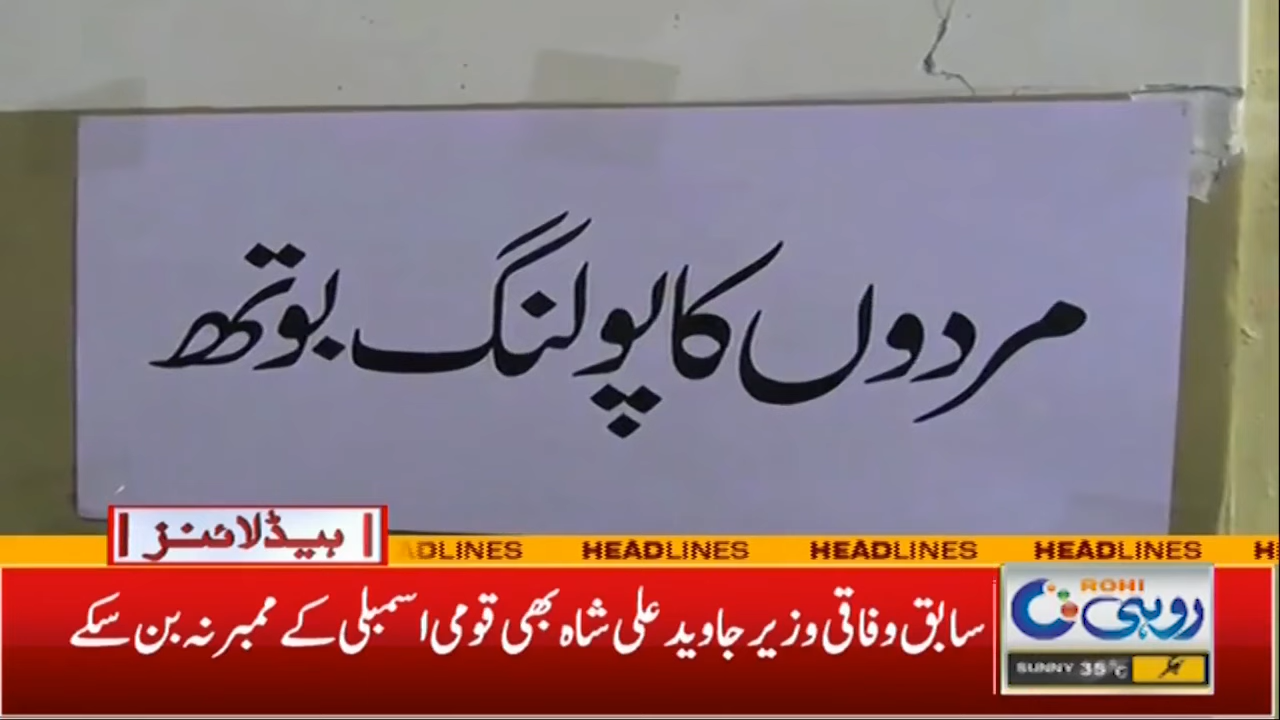 مردوں کا پولنگ بوتھ
ہیڈلائنز
ADLINES HEADLINES HEADLINES HEADLINES H
ROHI
روہی
سابق وفاقی وزیر جاوید علی شاہ بھی قومی اسمبلی کے ممبر نہ بن سکے
SUNNY 35°C